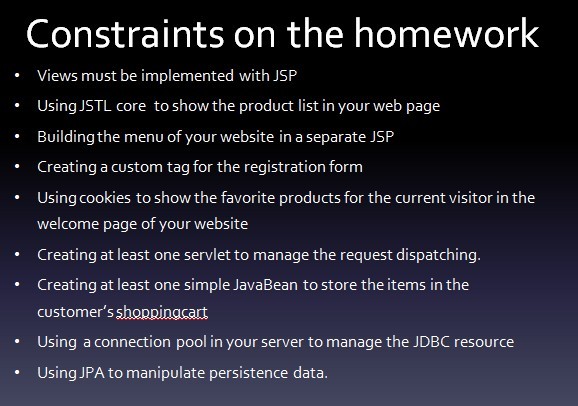 Constraints on the homework
• Views must be implemented with JSP
• Using JSTL core to show the product list in your web page
• Building the menu of your website in a separate JSP
• Creating a custom tag for the registration form
• Using cookies to show the favorite products for the current visitor in the
welcome page of your website
• Creating at least one servlet to manage the request dispatching.
• Creating at least one simple JavaBean to store the items in the
customer's shoppingcart
• Using a connection pool in your server to manage the JDBC resource
• Using JPA to manipulate persistence data.